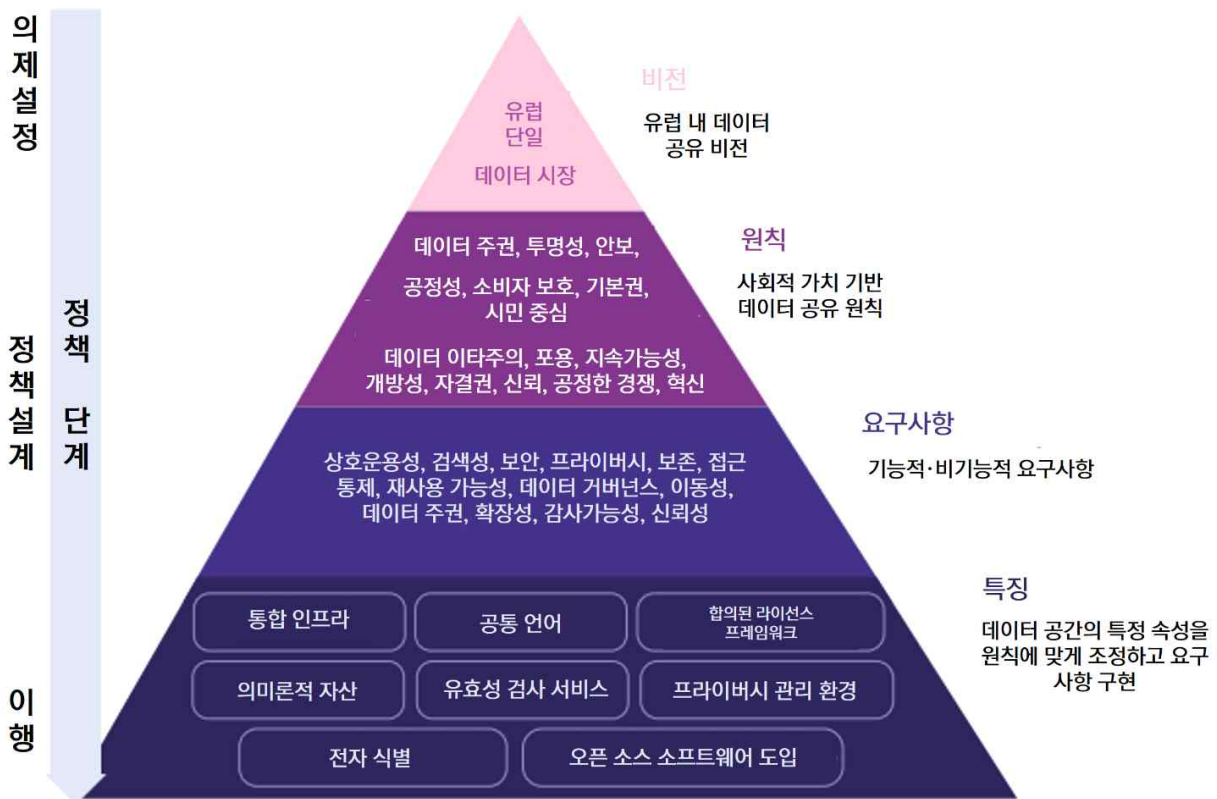 의제설정
정책 단계
정책설계
이행
유럽
단일
데이터 시장
비전
유럽 내 데이터
공유 비전
데이터 주권, 투명성, 안보,
공정성, 소비자 보호, 기본권,
시민 중심
데이터 이타주의, 포용, 지속가능성,
개방성, 자결권, 신뢰, 공정한 경쟁, 혁신
원칙
사회적 가치 기반
데이터 공유 원칙
상호운용성, 검색성, 보안, 프라이버시, 보존, 접근
통제, 재사용 가능성, 데이터 거버넌스, 이동성,
데이터 주권, 확장성, 감사가능성, 신뢰성
요구사항
기능적·비기능적 요구사항
통합 인프라
공통 언어
합의된 라이선스
프레임워크
의미론적 자산
유효성 검사 서비스
프라이버시 관리 환경
전자 식별
오픈 소스 소프트웨어 도입
특징
데이터 공간의 특정 속성을
원칙에 맞게 조정하고 요구
사항 구현